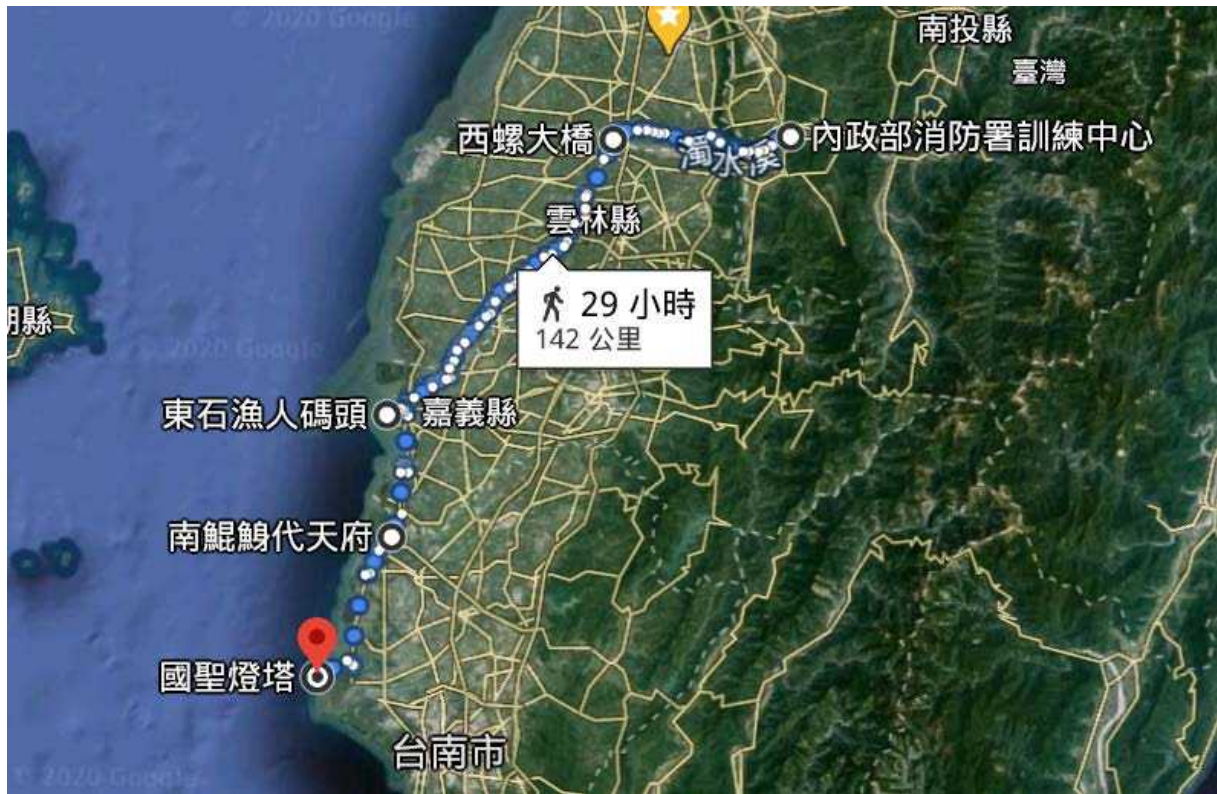 © 2020 Google
南投縣
臺灣
西螺大橋
內政部消防署訓練中心
濁水溪
雲林縣
29 小時
142 公里
湖縣
2020 Google
東石漁人碼頭
嘉義縣
南鯤鯓代天府
國聖燈塔
台南市
© 2020 Google